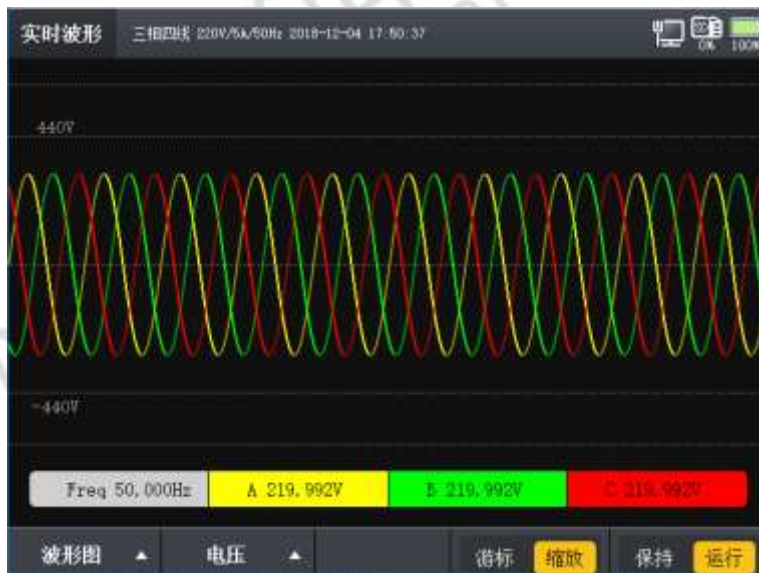 实时波形 三相四线 220V/5A/50Hz 2018-12-04 17:50:37
0% 100%
440V
-440V
Freq 50.000Hz A 219.992V B 219.992V C 219.992V
波形图 ▲ 电压 ▲ 游标 缩放 保持 运行